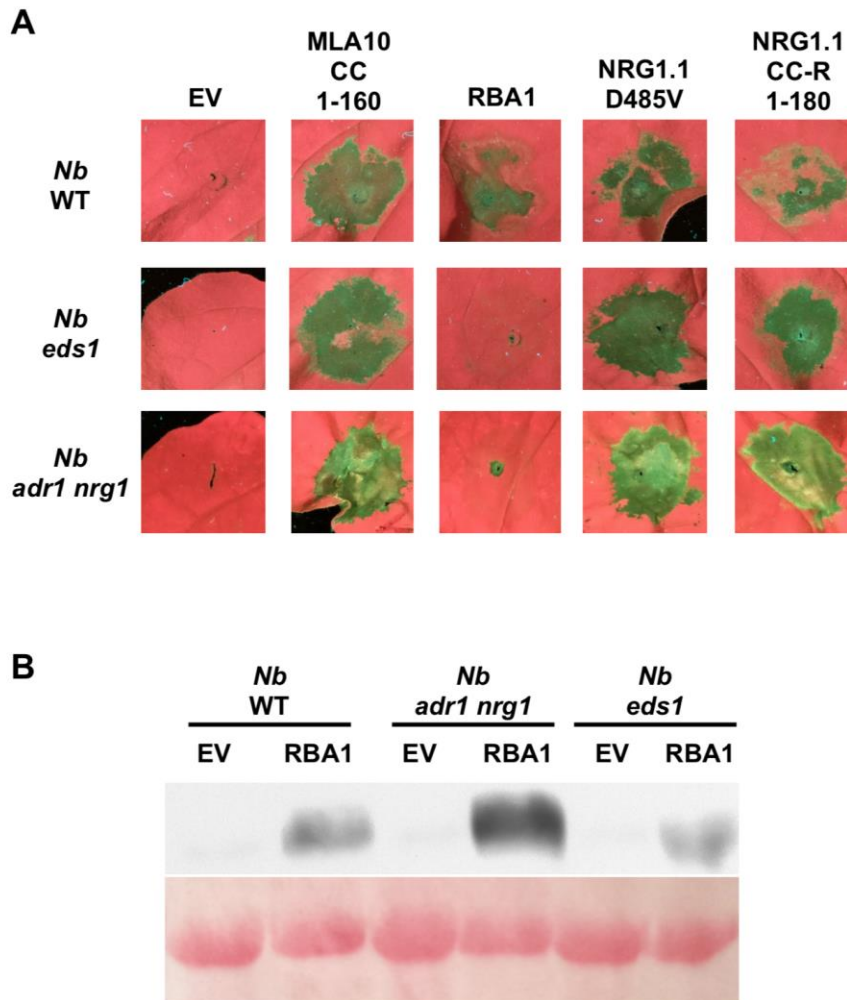 A
EV
MLA10
CC
1-160
RBA1
NRG1.1
D485V
NRG1.1
CC-R
1-180
Nb
WT
Nb
eds1
Nb
adr1 nrg1
B
Nb
WT
Nb
adr1 nrg1
Nb
eds1
EV RBA1 EV RBA1 EV RBA1